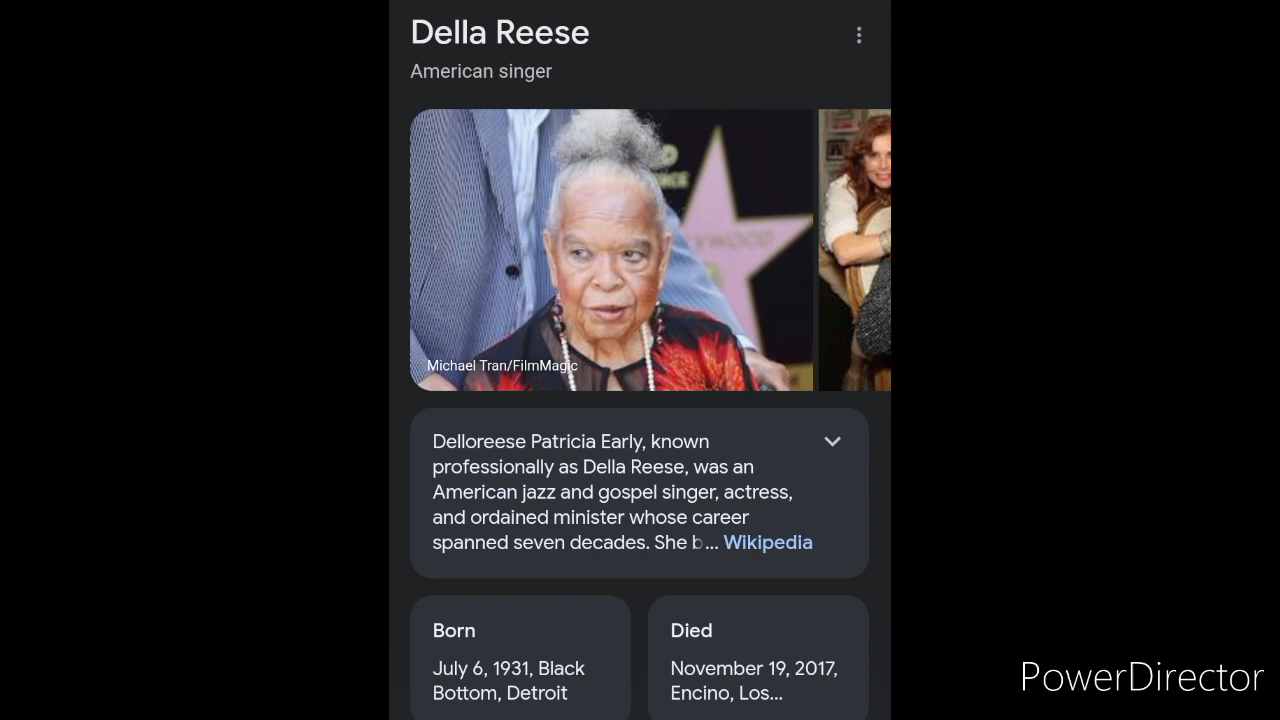 Della Reese
American singer
Michael Tran/FilmMagic
Delloreese Patricia Early, known
professionally as Della Reese, was an
American jazz and gospel singer, actress,
and ordained minister whose career
spanned seven decades. She b... Wikipedia
Born
July 6, 1931, Black
Bottom, Detroit
Died
November 19, 2017,
Encino, Los...
PowerDirector